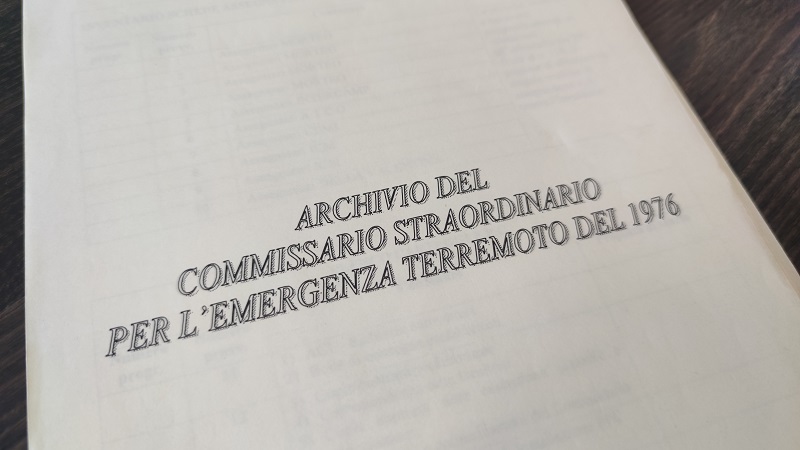 ARCHIVIO DEL
COMMISSARIO STRAORDINARIO
PER L'EMERGENZA TERREMOTO DEL 1976